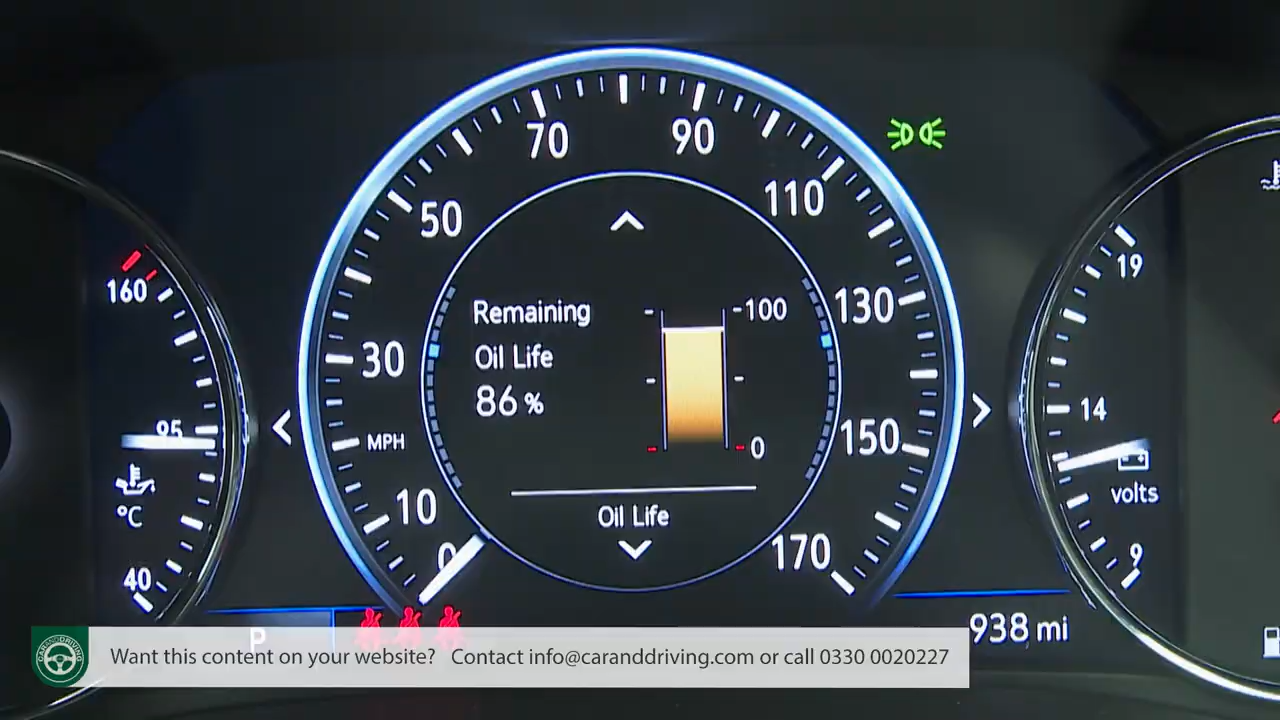 70
90
50
110
160
19
Remaining
-100
130
30
Oil Life
14
86 %
95
MPH
150
0
volts
10
°C
Oil Life
0
170
9
40
938 mi
P
CARANDDRIVING
Want this content on your website? Contact info@caranddriving.com or call 0330 0020227